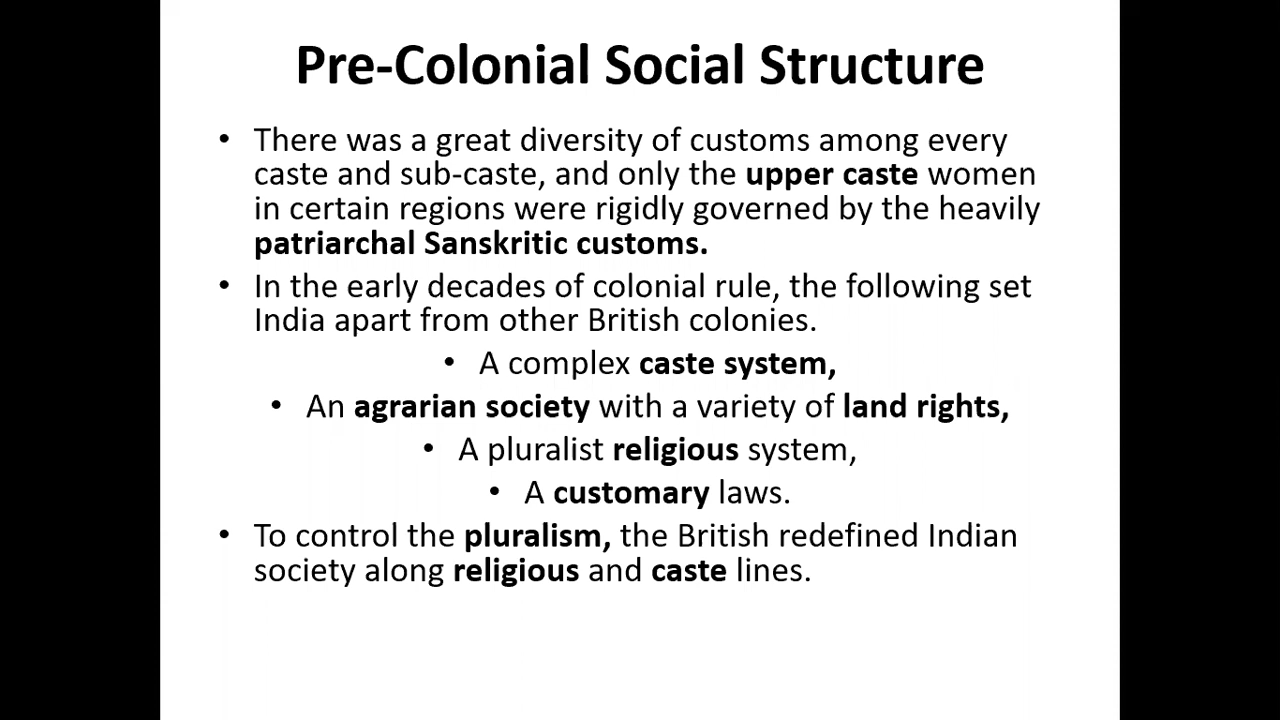 Pre-Colonial Social Structure
• There was a great diversity of customs among every
caste and sub-caste, and only the upper caste women
in certain regions were rigidly governed by the heavily
patriarchal Sanskritic customs.
• In the early decades of colonial rule, the following set
India apart from other British colonies.
• A complex caste system,
• An agrarian society with a variety of land rights,
• A pluralist religious system,
• A customary laws.
• To control the pluralism, the British redefined Indian
society along religious and caste lines.